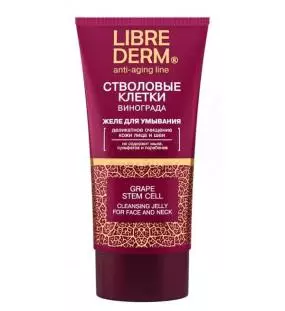 LIBRE
DERM®
anti-aging line
СТВОЛОВЫЕ
КЛЕТКИ
ВИНОГРАДА
ЖЕЛЕ ДЛЯ УМЫВАНИЯ
деликатное очищение
кожи лица и шеи
не содержит мыла,
сульфатов и парабенов
GRAPE
STEM CELL
CLEANSING JELLY
FOR FACE AND NECK